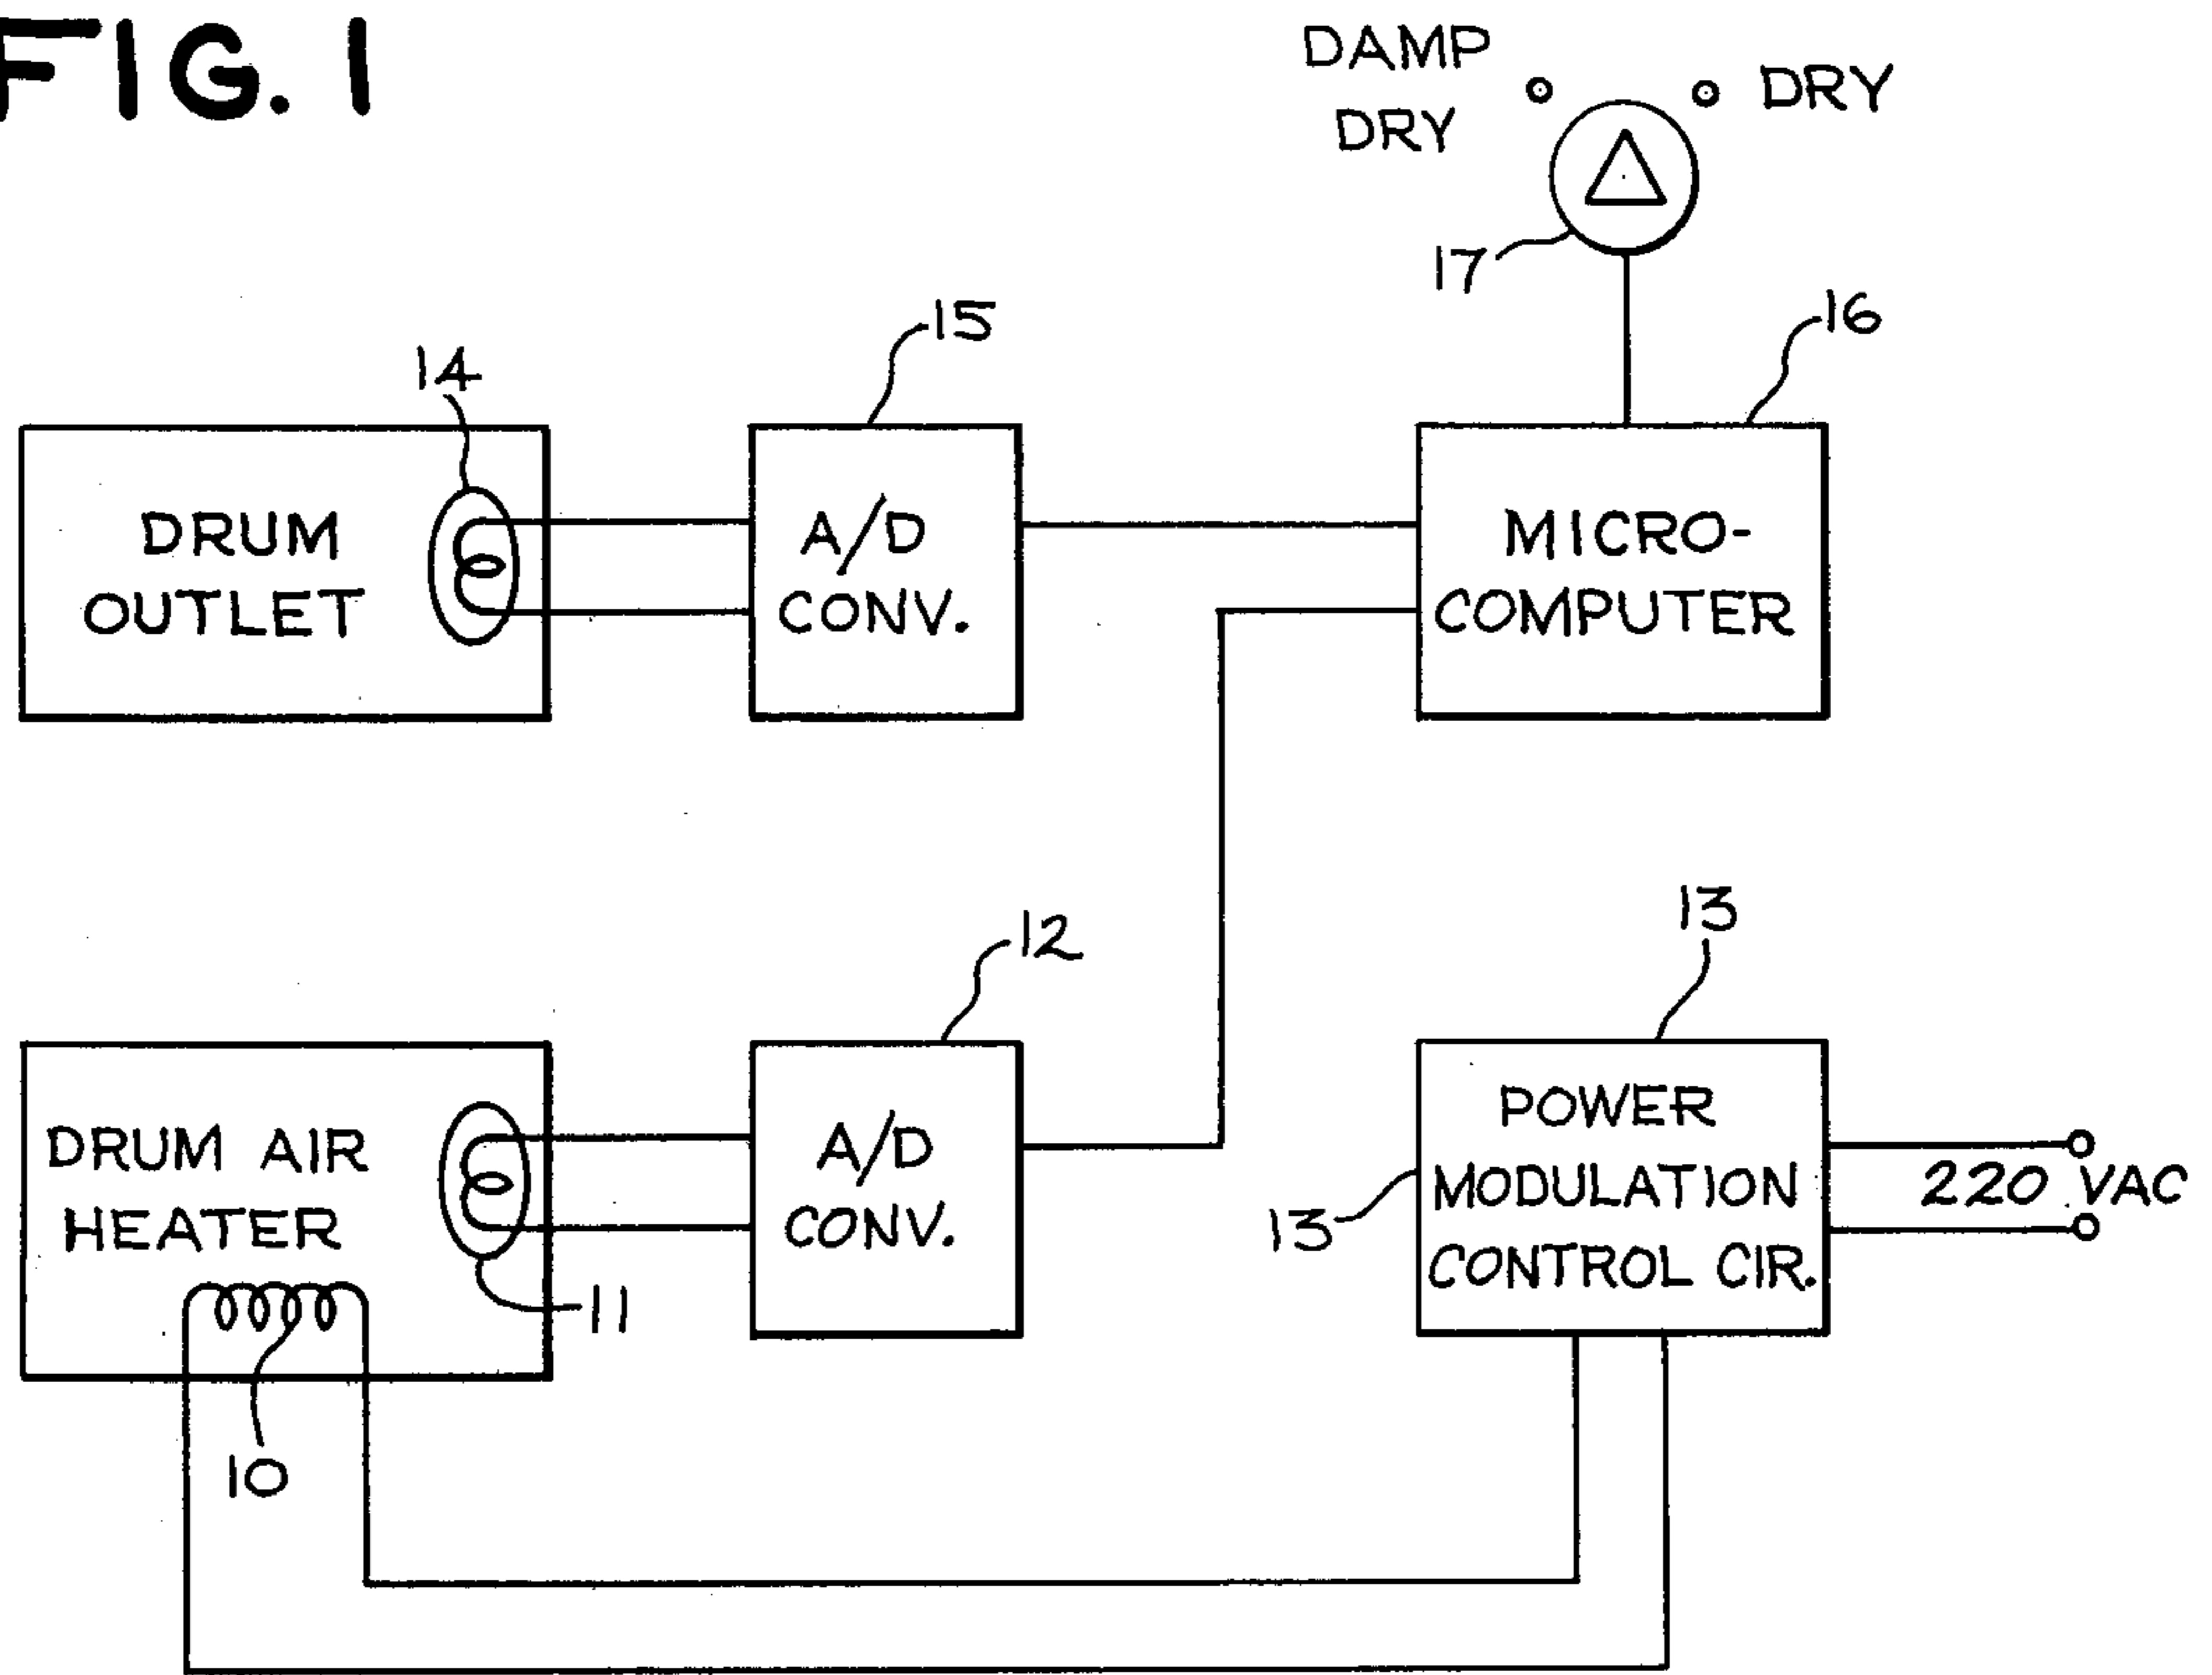 FIG. 1
DAMP
DRY
DRY
17
16
15
14
DRUM
OUTLET
A/D
CONV.
MICRO-
COMPUTER
13
12
DRUM AIR
HEATER
A/D
CONV.
POWER
MODULATION
CONTROL CIR.
13
220 VAC
11
10